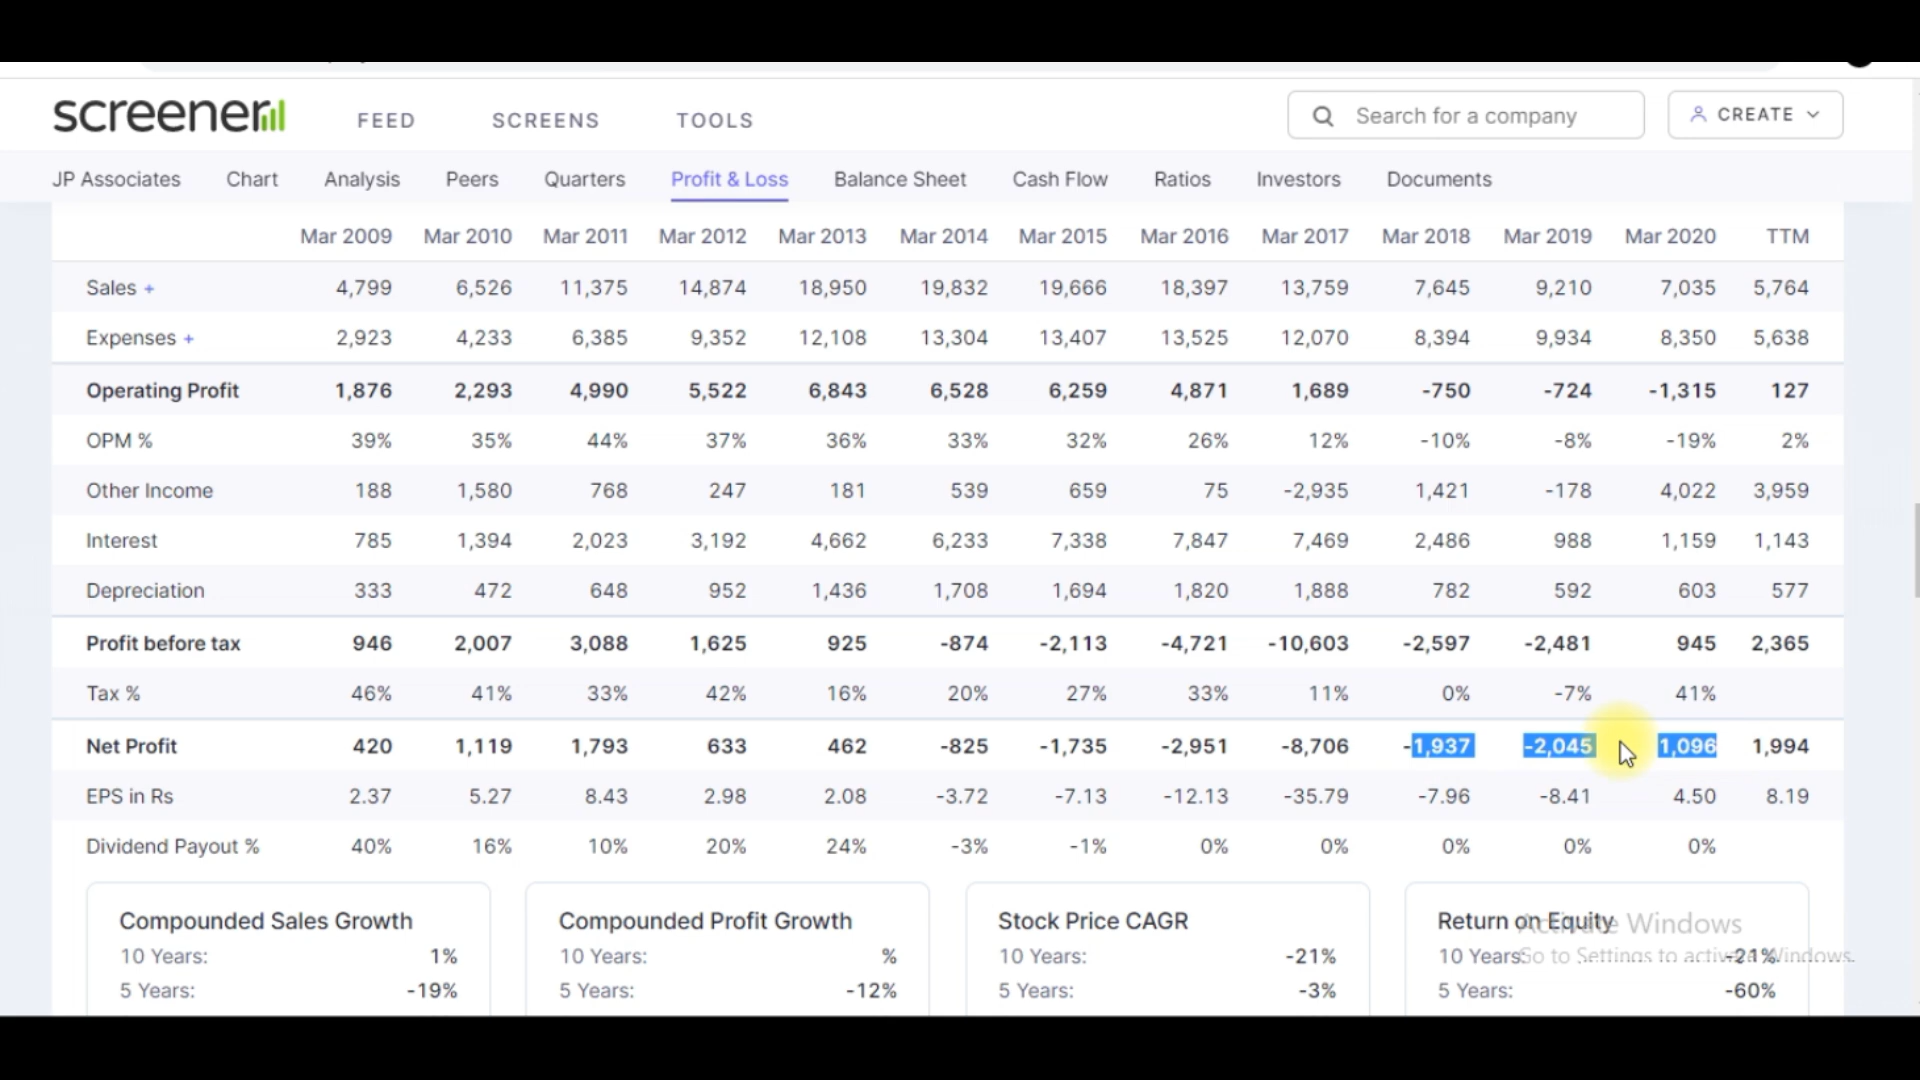 screener FEED SCREENS TOOLS Search for a company CREATE
JP Associates Chart Analysis Peers Quarters Profit & Loss Balance Sheet Cash Flow Ratios Investors Documents
Mar 2009 Mar 2010 Mar 2011 Mar 2012 Mar 2013 Mar 2014 Mar 2015 Mar 2016 Mar 2017 Mar 2018 Mar 2019 Mar 2020 TTM
Sales + 4,799 6,526 11,375 14,874 18,950 19,832 19,666 18,397 13,759 7,645 9,210 7,035 5,764
Expenses + 2,923 4,233 6,385 9,352 12,108 13,304 13,407 13,525 12,070 8,394 9,934 8,350 5,638
Operating Profit 1,876 2,293 4,990 5,522 6,843 6,528 6,259 4,871 1,689 -750 -724 -1,315 127
OPM % 39% 35% 44% 37% 36% 33% 32% 26% 12% -10% -8% -19% 2%
Other Income 188 1,580 768 247 181 539 659 75 -2,935 1,421 -178 4,022 3,959
Interest 785 1,394 2,023 3,192 4,662 6,233 7,338 7,847 7,469 2,486 988 1,159 1,143
Depreciation 333 472 648 952 1,436 1,708 1,694 1,820 1,888 782 592 603 577
Profit before tax 946 2,007 3,088 1,625 925 -874 -2,113 -4,721 -10,603 -2,597 -2,481 945 2,365
Tax % 46% 41% 33% 42% 16% 20% 27% 33% 11% 0% -7% 41%
Net Profit 420 1,119 1,793 633 462 -825 -1,735 -2,951 -8,706 -1,937 -2,045 1,096 1,994
EPS in Rs 2.37 5.27 8.43 2.98 2.08 -3.72 -7.13 -12.13 -35.79 -7.96 -8.41 4.50 8.19
Dividend Payout % 40% 16% 10% 20% 24% -3% -1% 0% 0% 0% 0% 0%
Compounded Sales Growth
10 Years: 1%
5 Years: -19%
Compounded Profit Growth
10 Years: %
5 Years: -12%
Stock Price CAGR
10 Years: -21%
5 Years: -3%
Return on Equity
10 Years: -21%
5 Years: -60%
Activate Windows
Go to Settings to activate Windows.